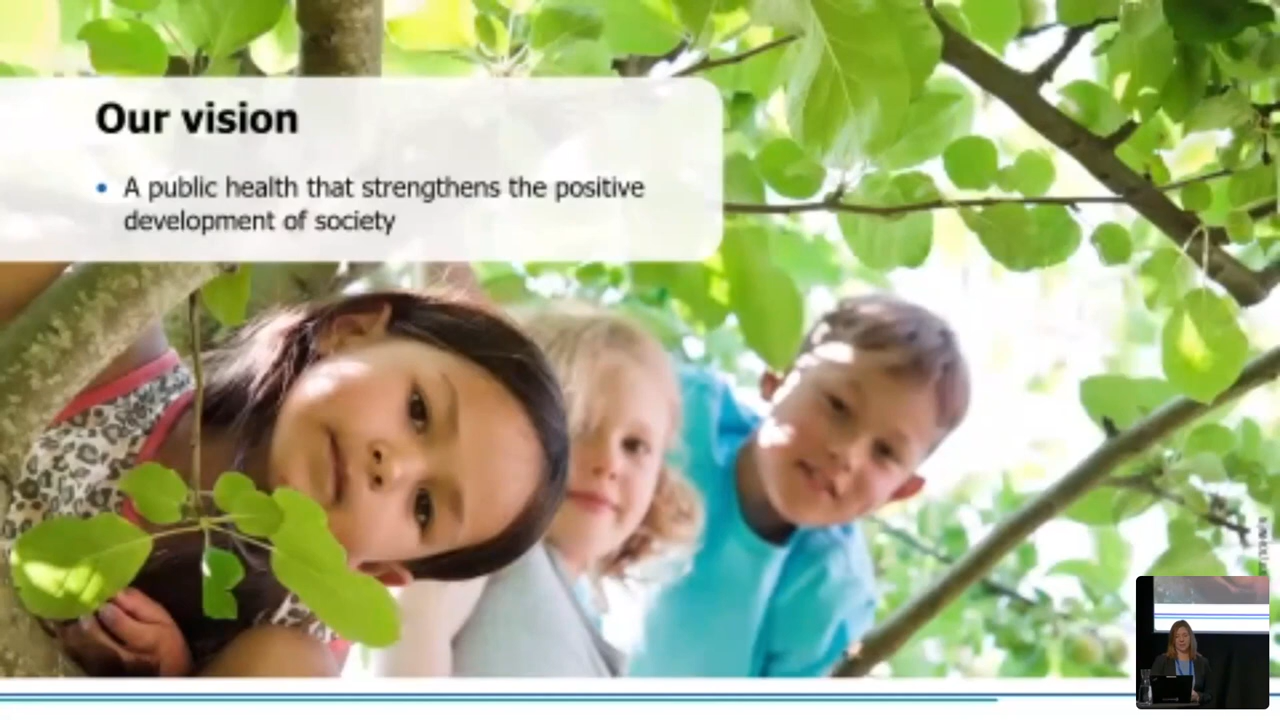 Our vision
• A public health that strengthens the positive
development of society